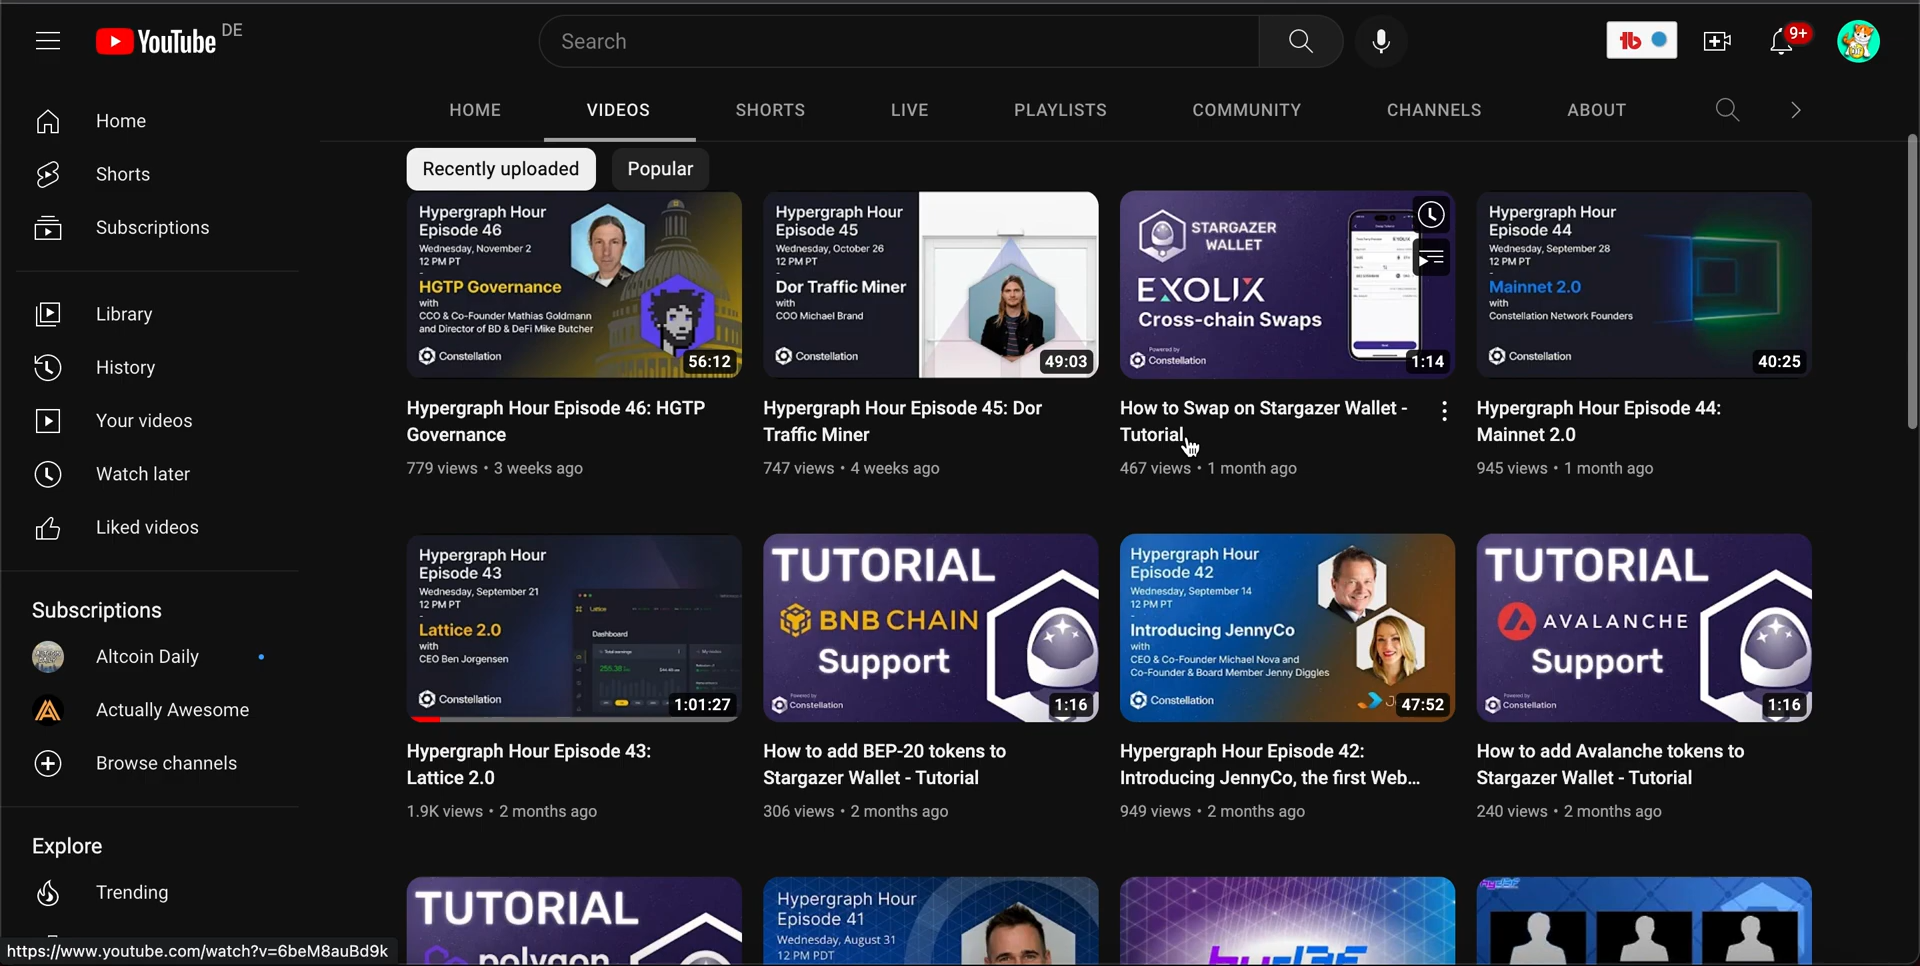 YouTube DE
Search
9+
HOME VIDEOS SHORTS LIVE PLAYLISTS COMMUNITY CHANNELS ABOUT
Home
Shorts
Subscriptions
Library
History
Your videos
Watch later
Liked videos
Subscriptions
Altcoin Daily
Actually Awesome
Browse channels
Explore
Trending
https://www.youtube.com/watch?v=6beM8auBd9k
Recently uploaded Popular
Hypergraph Hour
Episode 46
Wednesday, November 2
12 PM PT
-
HGTP Governance
with
CCO & Co-Founder Mathias Goldmann
and Director of BD & DeFi Mike Butcher
Constellation
56:12
Hypergraph Hour Episode 46: HGTP
Governance
779 views • 3 weeks ago
Hypergraph Hour
Episode 45
Wednesday, October 26
12 PM PT
-
Dor Traffic Miner
with
COO Michael Brand
Constellation
49:03
Hypergraph Hour Episode 45: Dor
Traffic Miner
747 views • 4 weeks ago
STARGAZER
WALLET
EXOLIX
Cross-chain Swaps
Powered by
Constellation
1:14
How to Swap on Stargazer Wallet -
Tutorial
467 views • 1 month ago
Hypergraph Hour
Episode 44
Wednesday, September 28
12 PM PT
-
Mainnet 2.0
with
Constellation Network Founders
Constellation
40:25
Hypergraph Hour Episode 44:
Mainnet 2.0
945 views • 1 month ago
Hypergraph Hour
Episode 43
Wednesday, September 21
12 PM PT
-
Lattice 2.0
with
CEO Ben Jorgensen
Constellation
Lattice
Dashboard
1:01:27
Hypergraph Hour Episode 43:
Lattice 2.0
1.9K views • 2 months ago
TUTORIAL
BNB CHAIN
Support
Powered by
Constellation
1:16
How to add BEP-20 tokens to
Stargazer Wallet - Tutorial
306 views • 2 months ago
Hypergraph Hour
Episode 42
Wednesday, September 14
12 PM PT
-
Introducing JennyCo
with
CEO & Co-Founder Michael Nova and
Co-Founder & Board Member Jenny Diggles
Constellation
47:52
Hypergraph Hour Episode 42:
Introducing JennyCo, the first Web...
949 views • 2 months ago
TUTORIAL
AVALANCHE
Support
Powered by
Constellation
1:16
How to add Avalanche tokens to
Stargazer Wallet - Tutorial
240 views • 2 months ago
TUTORIAL
polygon
Hypergraph Hour
Episode 41
Wednesday, August 31
12 PM PDT